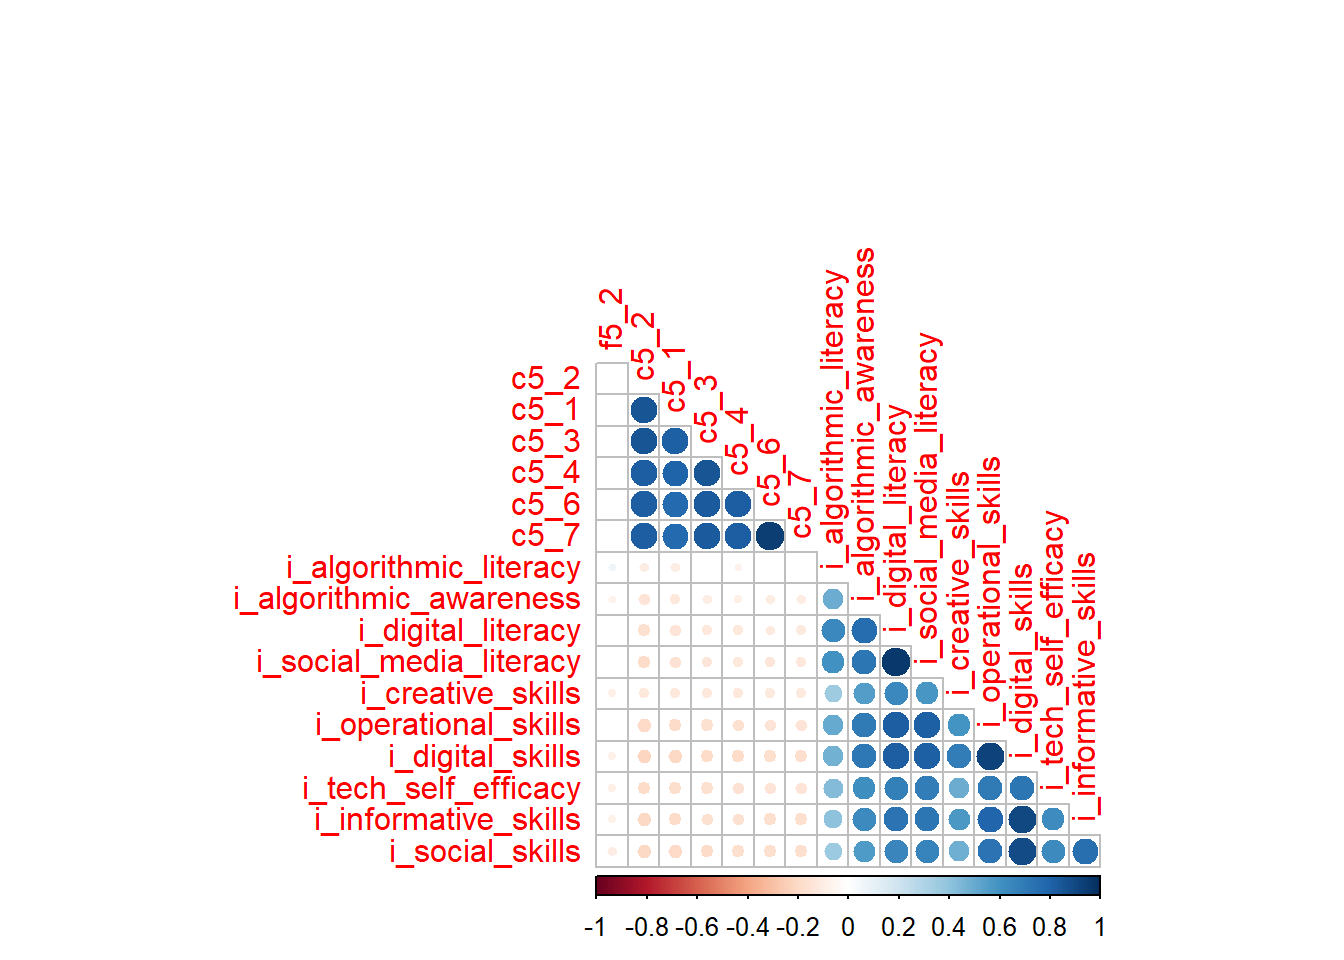 f5_2
c5_2
c5_1
c5_3
c5_4
c5_6
c5_7
i_algorithmic_literacy
i_algorithmic_awareness
i_digital_literacy
i_social_media_literacy
i_creative_skills
i_operational_skills
i_digital_skills
i_tech_self_efficacy
i_informative_skills
c5_2
c5_1
c5_3
c5_4
c5_6
c5_7
i_algorithmic_literacy
i_algorithmic_awareness
i_digital_literacy
i_social_media_literacy
i_creative_skills
i_operational_skills
i_digital_skills
i_tech_self_efficacy
i_informative_skills
i_social_skills
-1 -0.8 -0.6 -0.4 -0.2 0 0.2 0.4 0.6 0.8 1